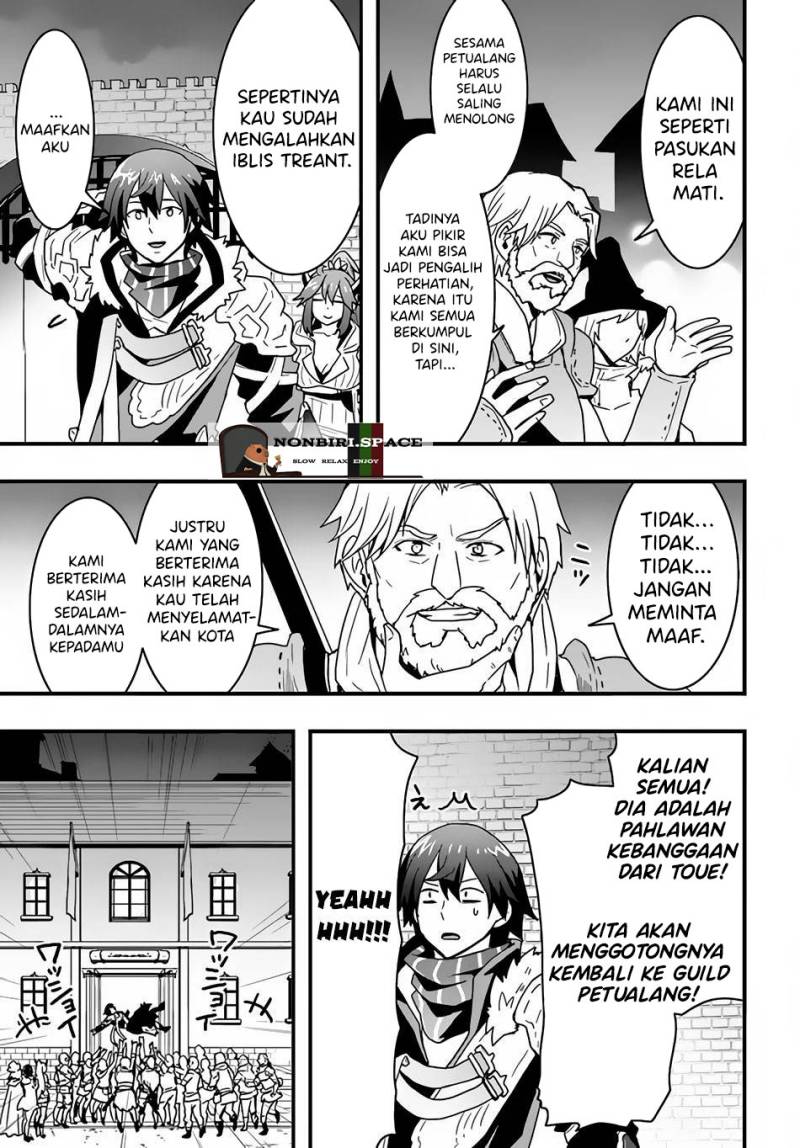 KAMI INI
SEPERTI
PASUKAN
RELA
MATI.
SESAMA
PETUALANG
HARUS
SELALU
SALING
MENOLONG
TADINYA
AKU PIKIR
KAMI BISA
JADI PENGALIH
PERHATIAN,
KARENA ITU
KAMI SEMUA
BERKUMPUL
DI SINI,
TAPI...
SEPERTINYA
KAU SUDAH
MENGALAHKAN
IBLIS TREANT.
...
MAAFKAN
AKU
NONBIRI.SPACE
SLOW RELAX ENJOY
TIDAK...
TIDAK...
TIDAK...
JANGAN
MEMINTA
MAAF.
JUSTRU
KAMI YANG
BERTERIMA
KASIH KARENA
KAU TELAH
MENYELAMAT-
KAN KOTA
KAMI
BERTERIMA
KASIH
SEDALAM-
DALAMNYA
KEPADAMU
KALIAN
SEMUA!
DIA ADALAH
PAHLAWAN
KEBANGGAAN
DARI TOUE!
KITA AKAN
MENGGOTONGNYA
KEMBALI KE GUILD
PETUALANG!
え
YEAHH
HHH!!!
ワッショイ
ワッショイ